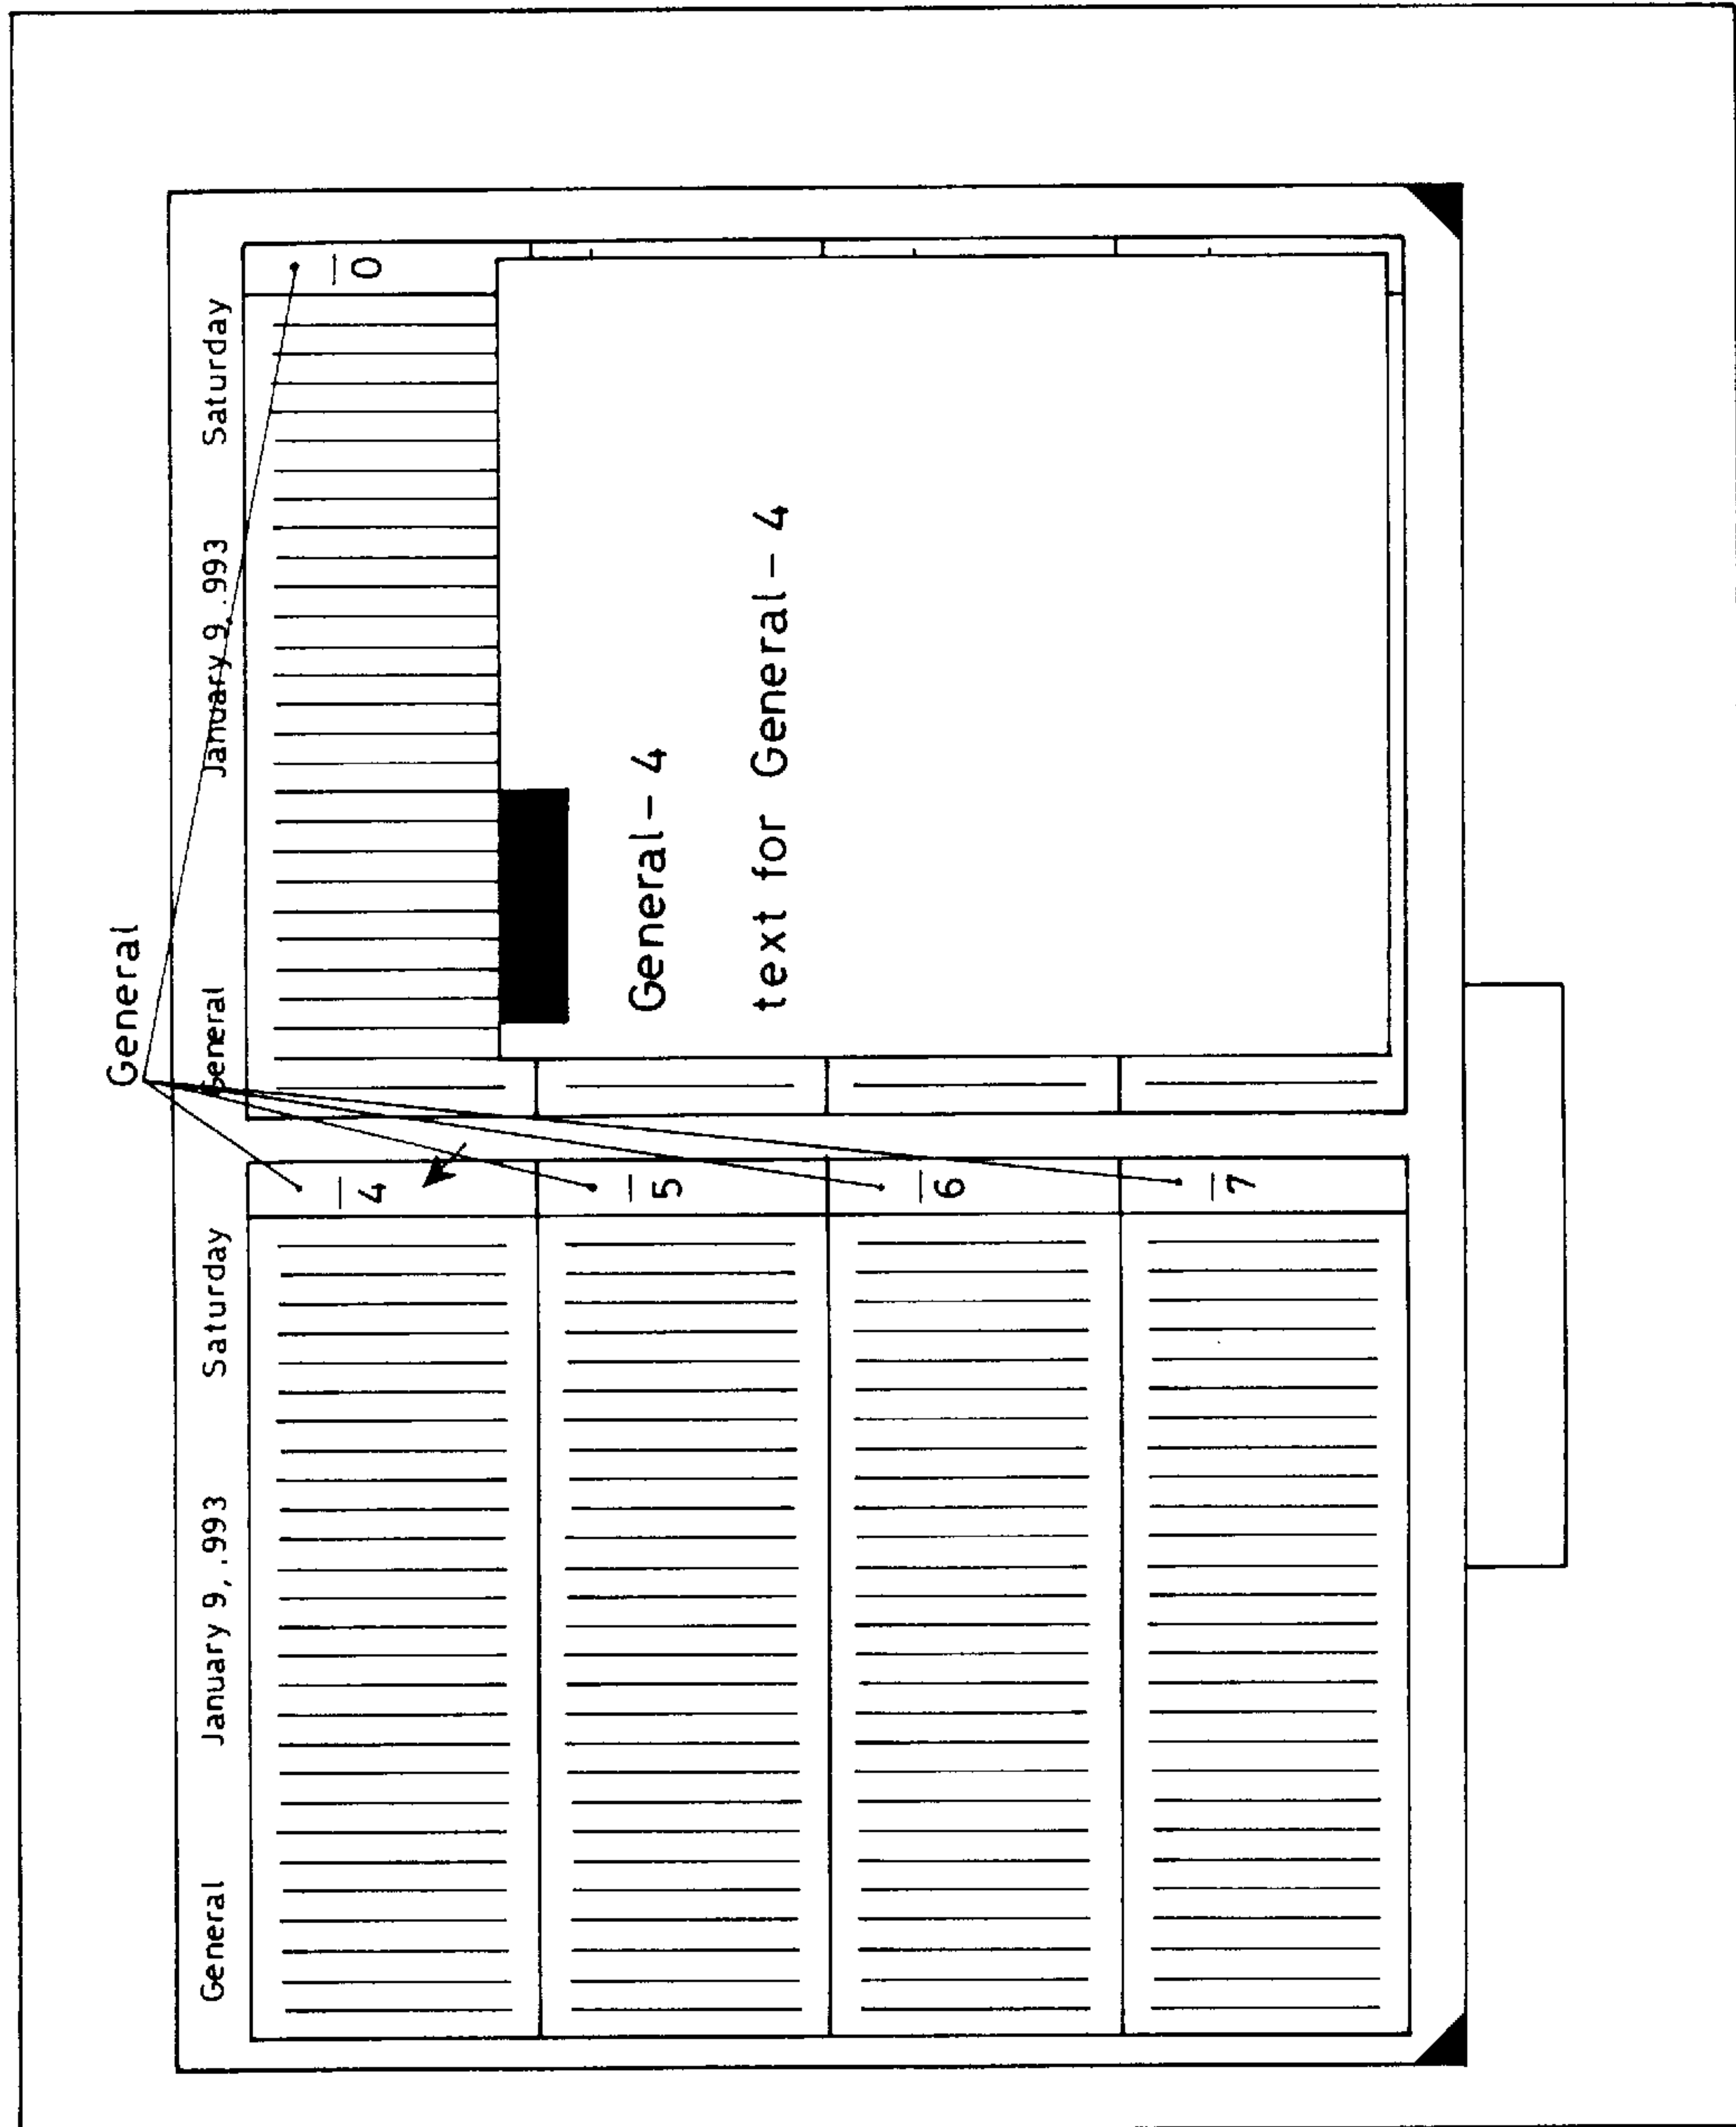 General
General January 9, .993 Saturday
General January 9, .993 Saturday
–
4
–
5
–
6
–
7
–
0
General- 4
text for General- 4